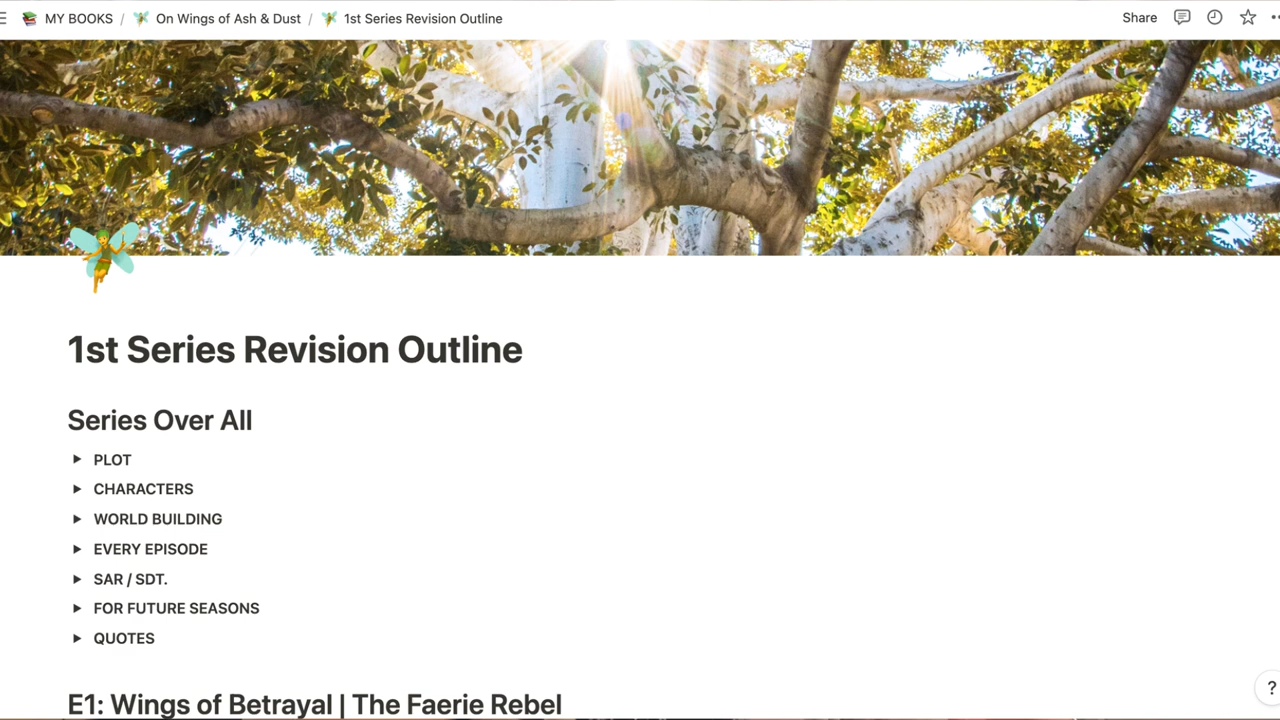 MY BOOKS / On Wings of Ash & Dust / 1st Series Revision Outline Share
1st Series Revision Outline
Series Over All
PLOT
CHARACTERS
WORLD BUILDING
EVERY EPISODE
SAR / SDT.
FOR FUTURE SEASONS
QUOTES
?
E1: Wings of Betrayal | The Faerie Rebel